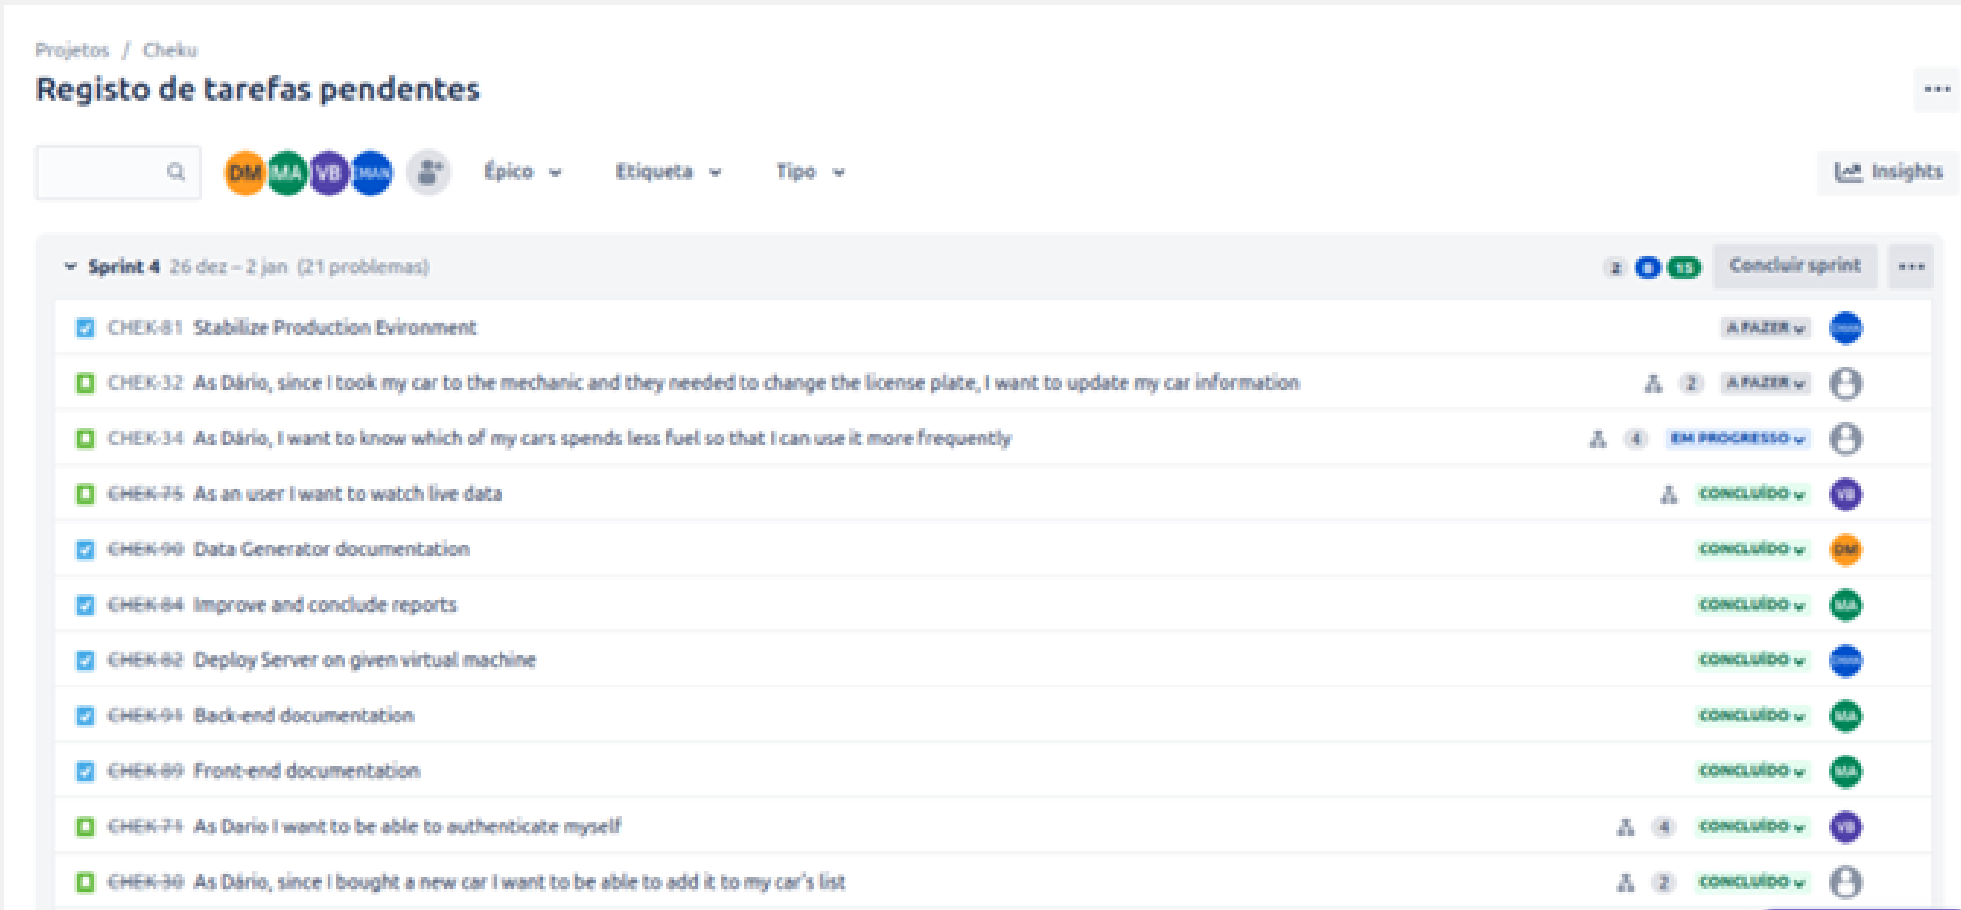 Projetos / Cheku
Registo de tarefas pendentes
DM MA VB Épico Etiqueta Tipo Insights
Sprint 4 26 dez – 2 jan (21 problemas) 2 15 Concluir sprint
CHEK-81 Stabilize Production Evironment A FAZER
CHEK-32 As Dário, since I took my car to the mechanic and they needed to change the license plate, I want to update my car information 2 A FAZER
CHEK-34 As Dário, I want to know which of my cars spends less fuel so that I can use it more frequently 4 EM PROGRESSO
CHEK-75 As an user I want to watch live data CONCLUÍDO VB
CHEK-90 Data Generator documentation CONCLUÍDO DM
CHEK-84 Improve and conclude reports CONCLUÍDO MA
CHEK-82 Deploy Server on given virtual machine CONCLUÍDO
CHEK-91 Back-end documentation CONCLUÍDO MA
CHEK-89 Front-end documentation CONCLUÍDO MA
CHEK-71 As Dario I want to be able to authenticate myself 4 CONCLUÍDO VB
CHEK-30 As Dário, since I bought a new car I want to be able to add it to my car's list 2 CONCLUÍDO